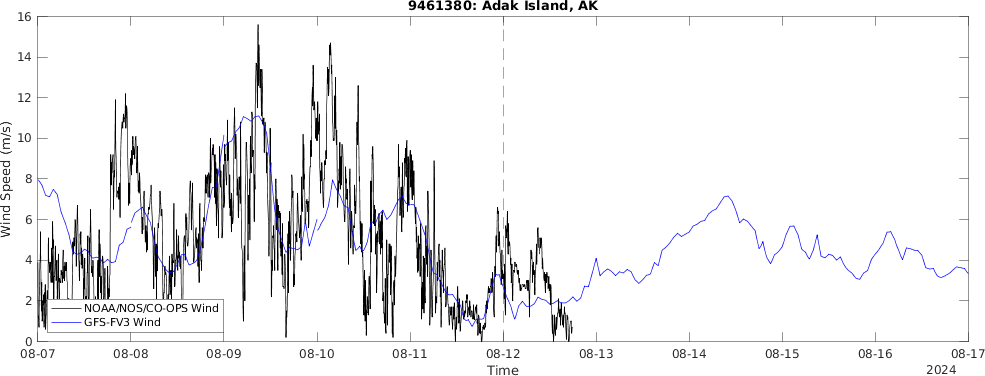 9461380: Adak Island, AK
Wind Speed (m/s)
16
14
12
10
8
6
4
2
0
NOAA/NOS/CO-OPS Wind
GFS-FV3 Wind
08-07 08-08 08-09 08-10 08-11 08-12 08-13 08-14 08-15 08-16 08-17
Time
2024